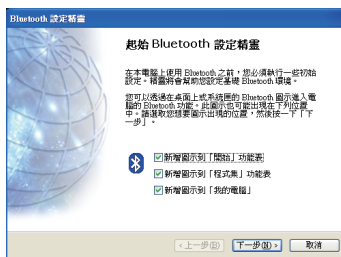 Bluetooth 設定精靈
起始 Bluetooth 設定精靈
在本電腦上使用 Bluetooth 之前，您必須執行一些初始
設定。精靈將會幫助您設定基礎 Bluetooth 環境。
您可以透過在桌面上或系統匣的 Bluetooth 圖示進入電
腦的 Bluetooth 功能。此圖示也可能出現在下列位置
中。請選取您想要圖示出現的位置，然後按一下「下
一步」。
新增圖示到「開始」功能表
新增圖示到「程式集」功能表
新增圖示到「我的電腦」
<上一步(B) 下一步(N)> 取消